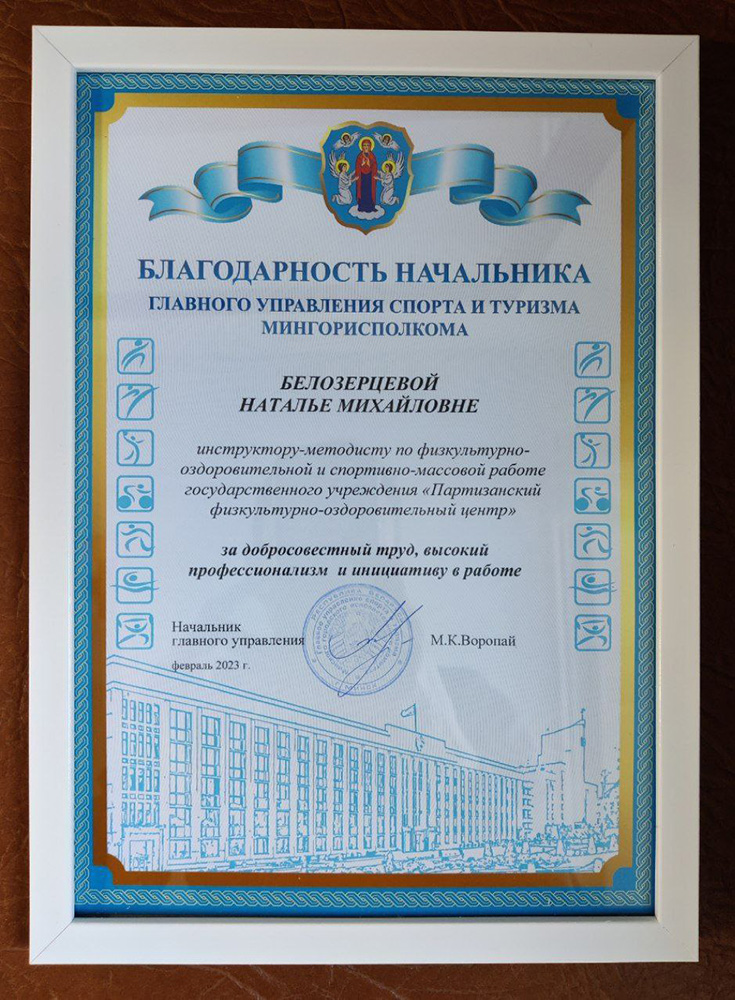 БЛАГОДАРНОСТЬ НАЧАЛЬНИКА
ГЛАВНОГО УПРАВЛЕНИЯ СПОРТА И ТУРИЗМА
МИНГОРИСПОЛКОМА
БЕЛОЗЕРЦЕВОЙ
НАТАЛЬЕ МИХАЙЛОВНЕ
инструктору-методисту по физкультурно-
оздоровительной и спортивно-массовой работе
государственного учреждения «Партизанский
физкультурно-оздоровительный центр»
за добросовестный труд, высокий
профессионализм и инициативу в работе
Начальник
главного управления
М.К.Воропай
февраль 2023 г.